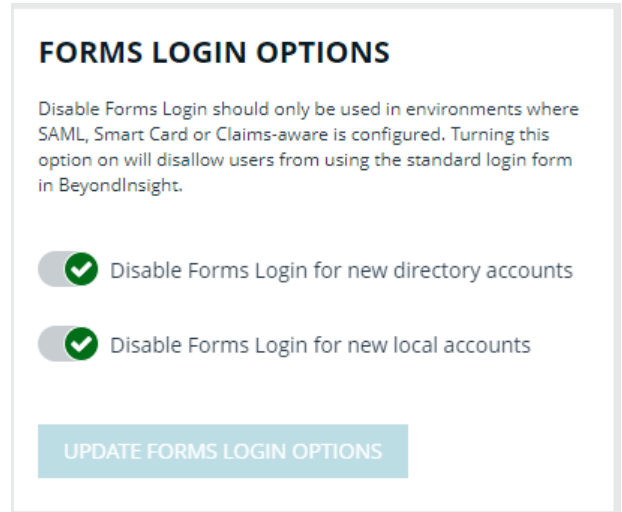 FORMS LOGIN OPTIONS
Disable Forms Login should only be used in environments where
SAML, Smart Card or Claims-aware is configured. Turning this
option on will disallow users from using the standard login form
in BeyondInsight.
Disable Forms Login for new directory accounts
Disable Forms Login for new local accounts
UPDATE FORMS LOGIN OPTIONS